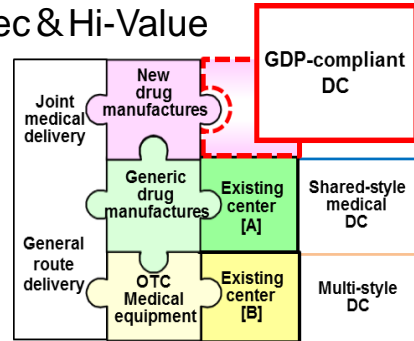 ec＆Hi-Value
GDP-compliant
DC
Joint
medical
delivery
New
drug
manufactures
Generic
drug
manufactures
Existing
center
[A]
Shared-style
medical
DC
General
route
delivery
OTC
Medical
equipment
Existing
center
[B]
Multi-style
DC